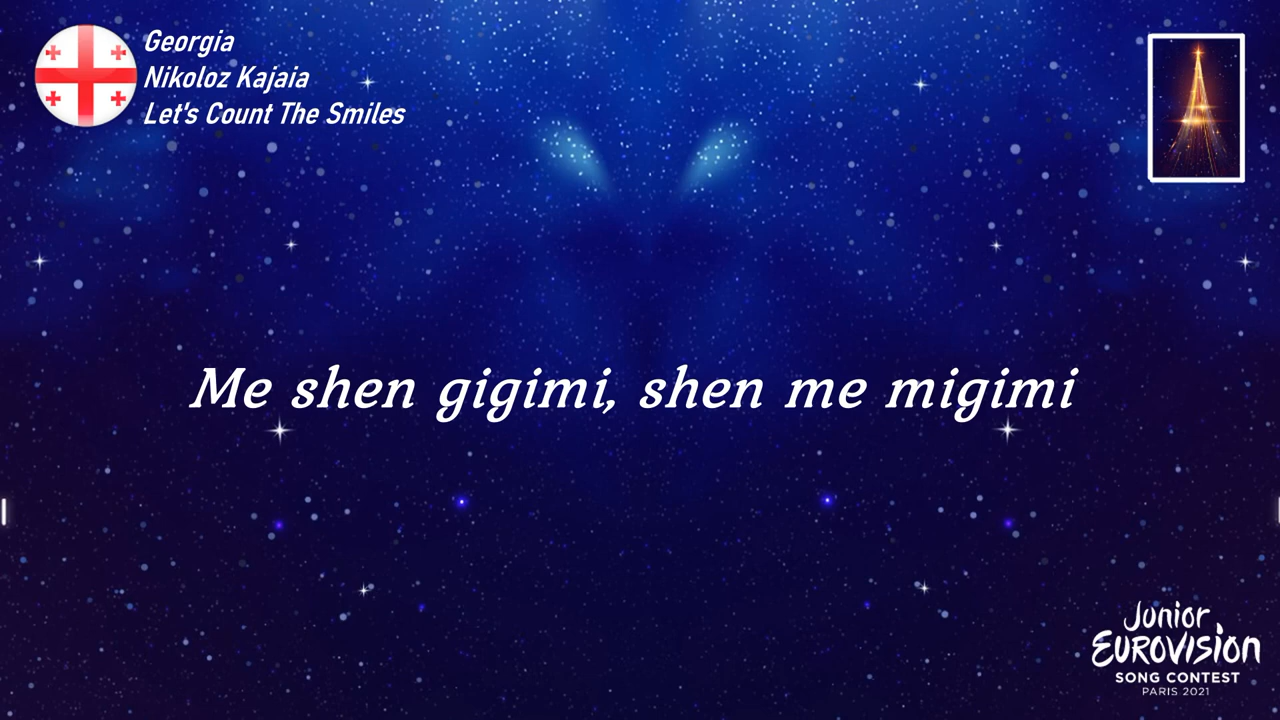 Georgia
Nikoloz Kajaia
Let's Count The Smiles
Me shen gigimi, shen me migimi
Junior
EUROVISION
SONG CONTEST
PARIS 2021